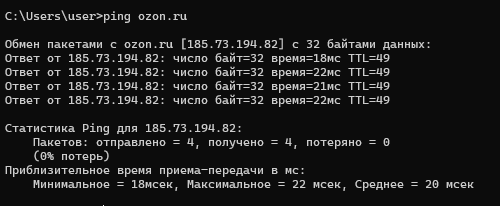 C:\Users\user>ping ozon.ru
Обмен пакетами с ozon.ru [185.73.194.82] с 32 байтами данных:
Ответ от 185.73.194.82: число байт=32 время=18мс TTL=49
Ответ от 185.73.194.82: число байт=32 время=22мс TTL=49
Ответ от 185.73.194.82: число байт=32 время=21мс TTL=49
Ответ от 185.73.194.82: число байт=32 время=22мс TTL=49
Статистика Ping для 185.73.194.82:
    Пакетов: отправлено = 4, получено = 4, потеряно = 0
    (0% потерь)
Приблизительное время приема-передачи в мс:
    Минимальное = 18мсек, Максимальное = 22 мсек, Среднее = 20 мсек